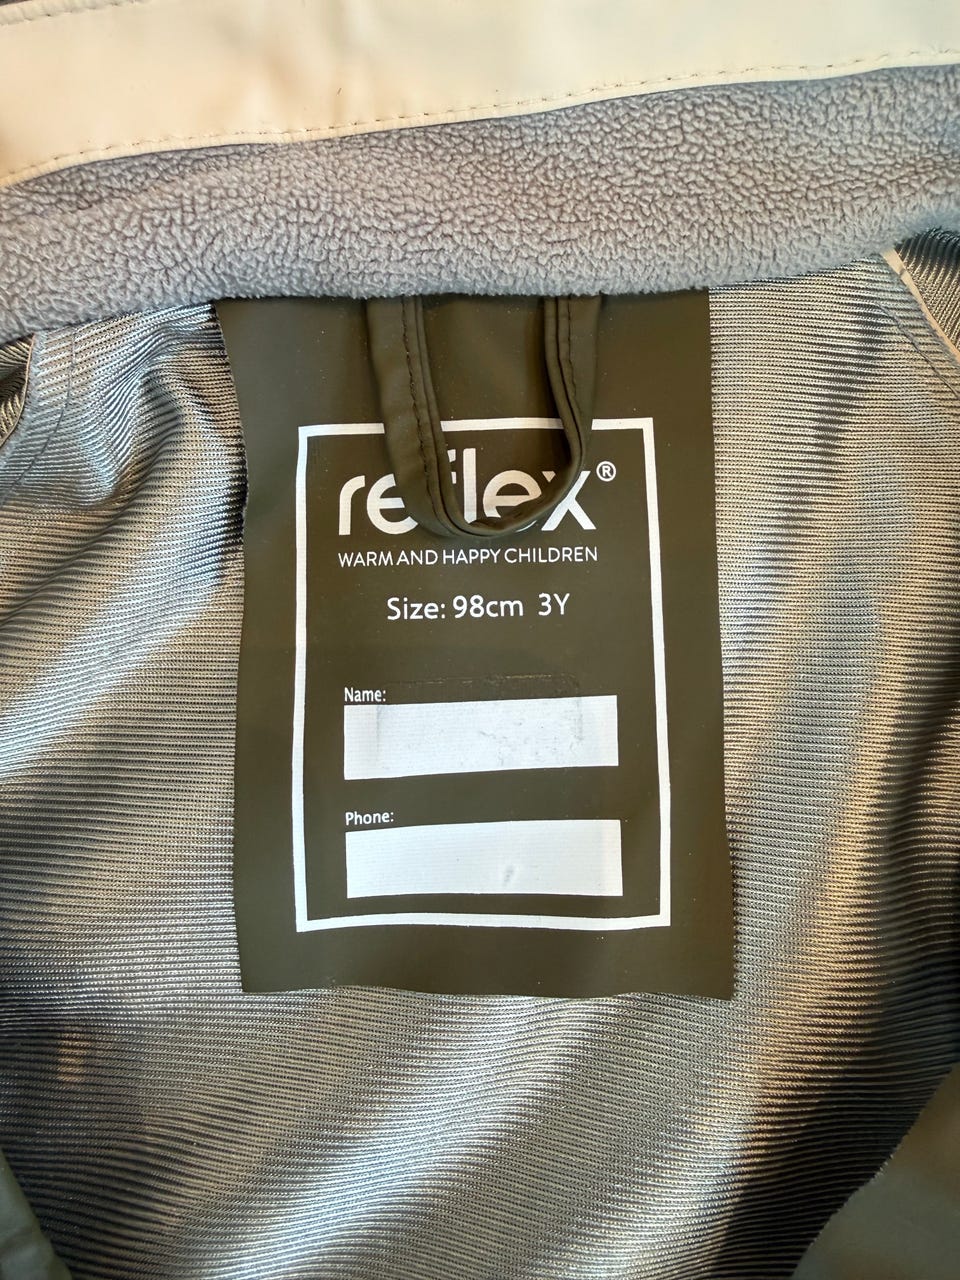 reflex®
WARM AND HAPPY CHILDREN
Size: 98cm 3Y
Name:
Phone: